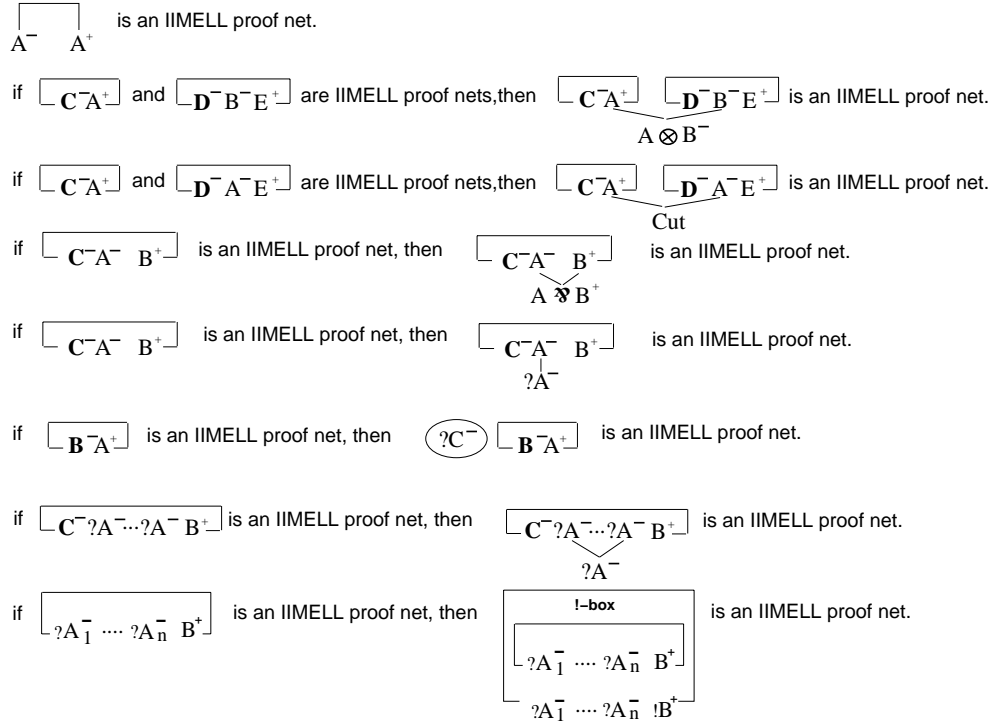 A⁻ A⁺ is an IIMELL proof net.
if C⁻A⁺ and D⁻B⁻E⁺ are IIMELL proof nets,then C⁻A⁺ D⁻B⁻E⁺ is an IIMELL proof net.
A ⊗ B⁻
if C⁻A⁺ and D⁻A⁻E⁺ are IIMELL proof nets,then C⁻A⁺ D⁻A⁻E⁺ is an IIMELL proof net.
Cut
if C⁻A⁻ B⁺ is an IIMELL proof net, then C⁻A⁻ B⁺ is an IIMELL proof net.
A ⅋ B⁺
if C⁻A⁻ B⁺ is an IIMELL proof net, then C⁻A⁻ B⁺ is an IIMELL proof net.
?A⁻
if B⁻A⁺ is an IIMELL proof net, then ?C⁻ B⁻A⁺ is an IIMELL proof net.
if C⁻?A⁻...?A⁻ B⁺ is an IIMELL proof net, then C⁻?A⁻...?A⁻ B⁺ is an IIMELL proof net.
?A⁻
if ?A₁⁻ .... ?Aₙ⁻ B⁺ is an IIMELL proof net, then !-box is an IIMELL proof net.
?A₁⁻ .... ?Aₙ⁻ B⁺
?A₁⁻ .... ?Aₙ⁻ !B⁺